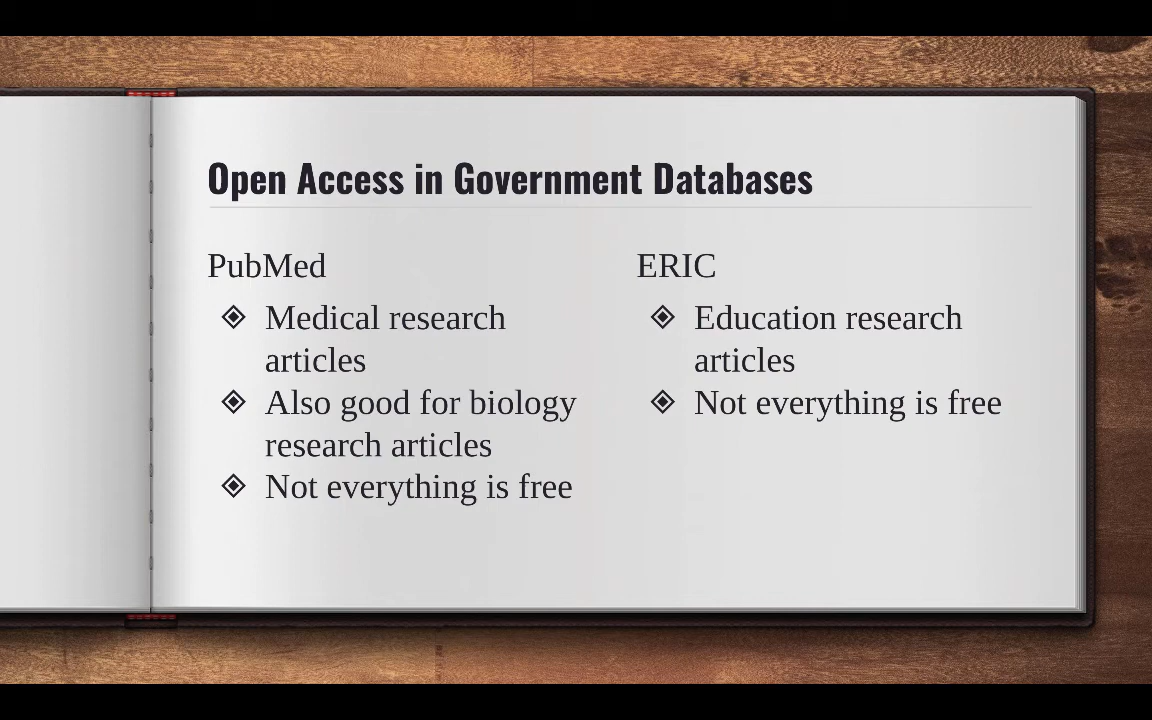 Open Access in Government Databases
PubMed
Medical research
articles
Also good for biology
research articles
Not everything is free
ERIC
Education research
articles
Not everything is free